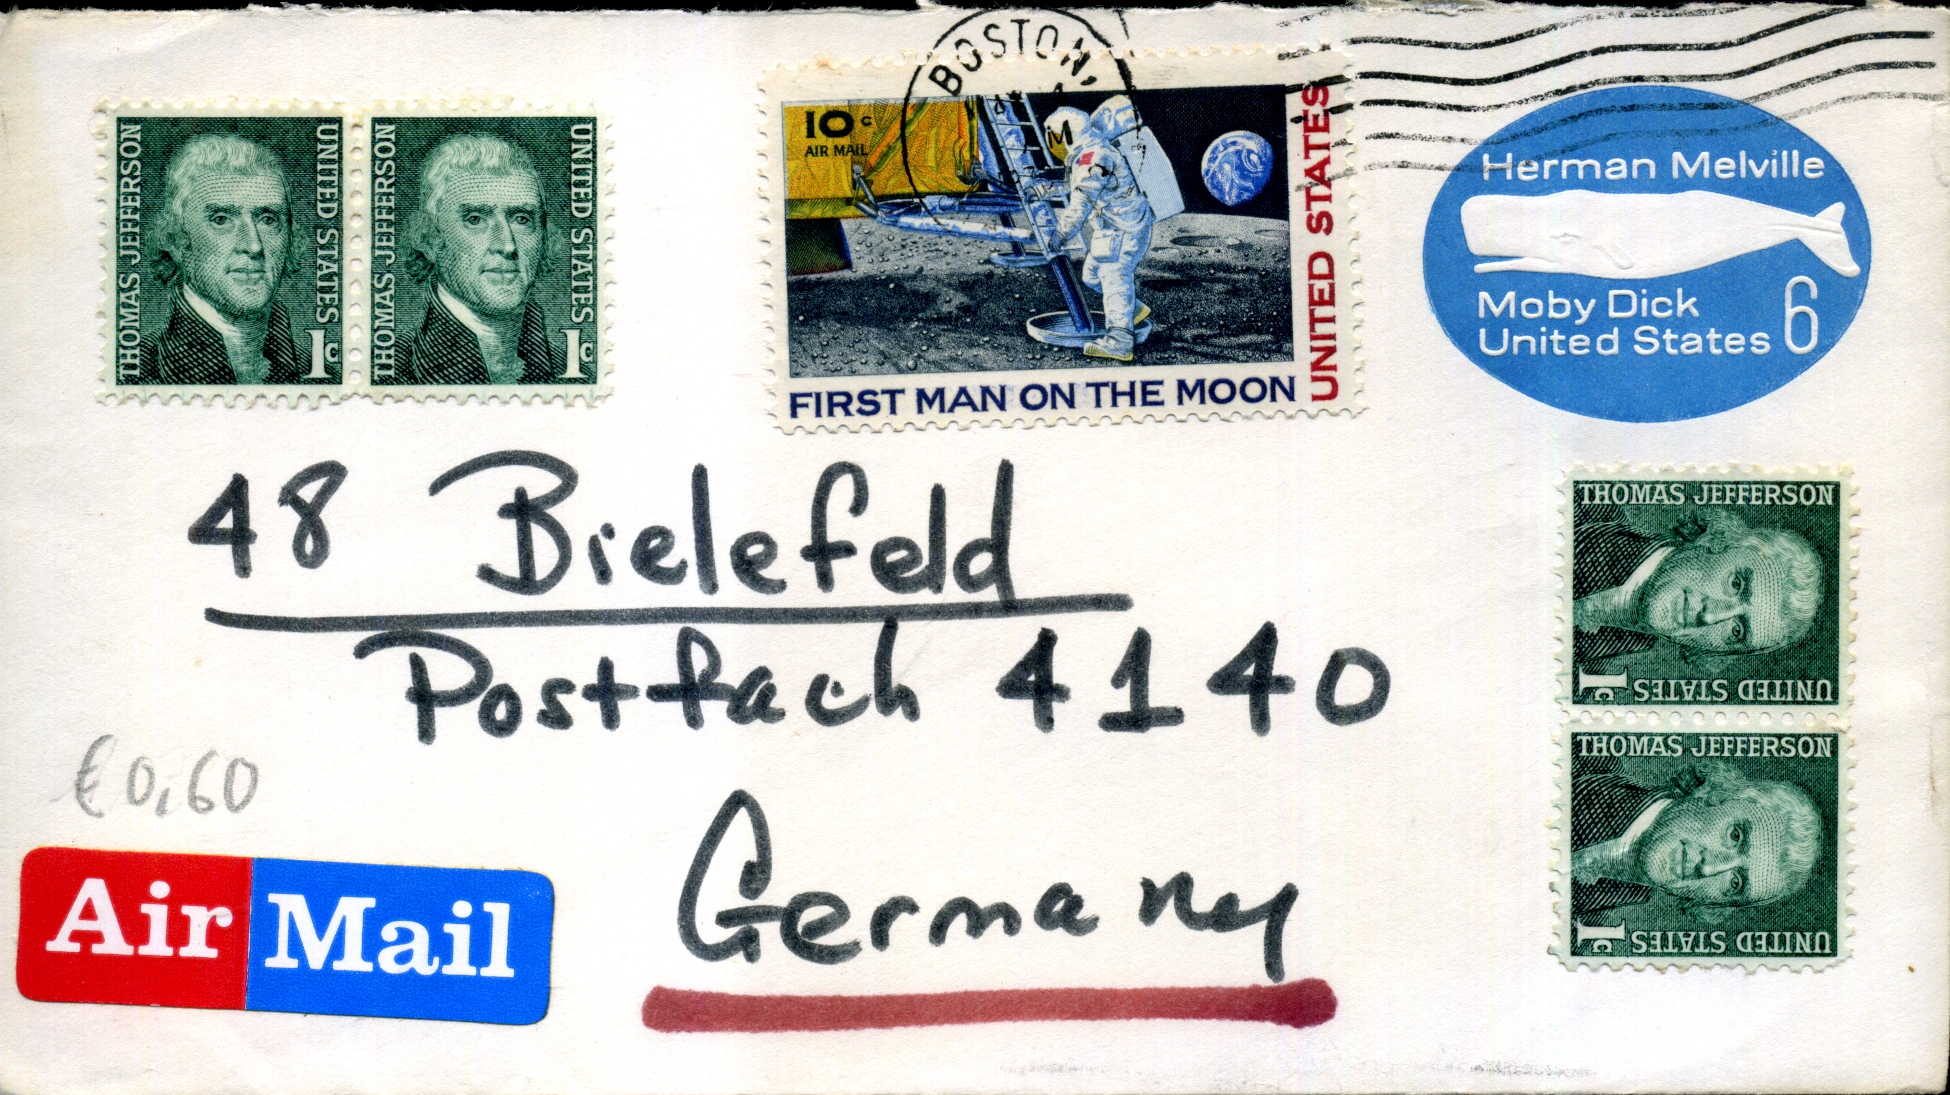 BOSTON,
THOMAS JEFFERSON
UNITED STATES
1c
THOMAS JEFFERSON
UNITED STATES
1c
10c
AIR MAIL
UNITED STATES
FIRST MAN ON THE MOON
Herman Melville
Moby Dick
United States 6
THOMAS JEFFERSON
1c UNITED STATES
THOMAS JEFFERSON
1c UNITED STATES
48 Bielefeld
Postfach 4140
Germany
€ 0,60
Air Mail